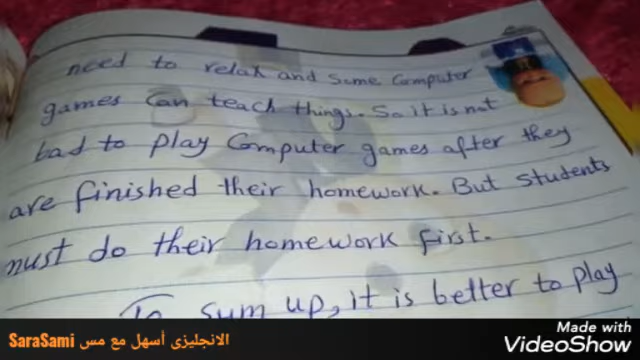 need to relax and some Computer
games can teach things. So it is not
bad to play Computer games after they
are finished their homework. But students
must do their homework first.
To sum up, it is better to play
SaraSami الانجليزى أسهل مع مس
Made with
VideoShow